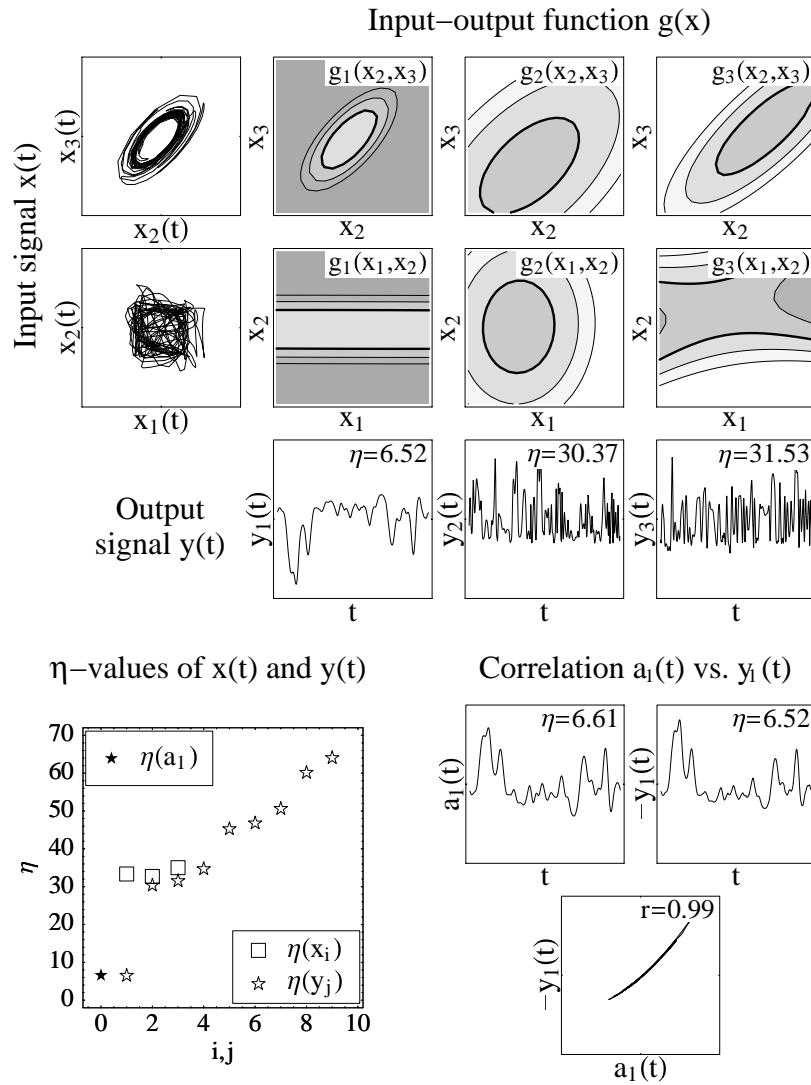 Input−output function g(x)
Input signal x(t)
x3(t)
x2(t)
x3
g1(x2,x3)
x2
x3
g2(x2,x3)
x2
x3
g3(x2,x3)
x2
x2(t)
x1(t)
x2
g1(x1,x2)
x1
x2
g2(x1,x2)
x1
x2
g3(x1,x2)
x1
Output
signal y(t)
y1(t)
η=6.52
t
y2(t)
η=30.37
t
y3(t)
η=31.53
t
η−values of x(t) and y(t)
70
60
50
40
30
20
10
0
η
η(a1)
η(xi)
η(yj)
0 2 4 6 8 10
i,j
Correlation a1(t) vs. y1(t)
a1(t)
η=6.61
t
−y1(t)
η=6.52
t
−y1(t)
r=0.99
a1(t)